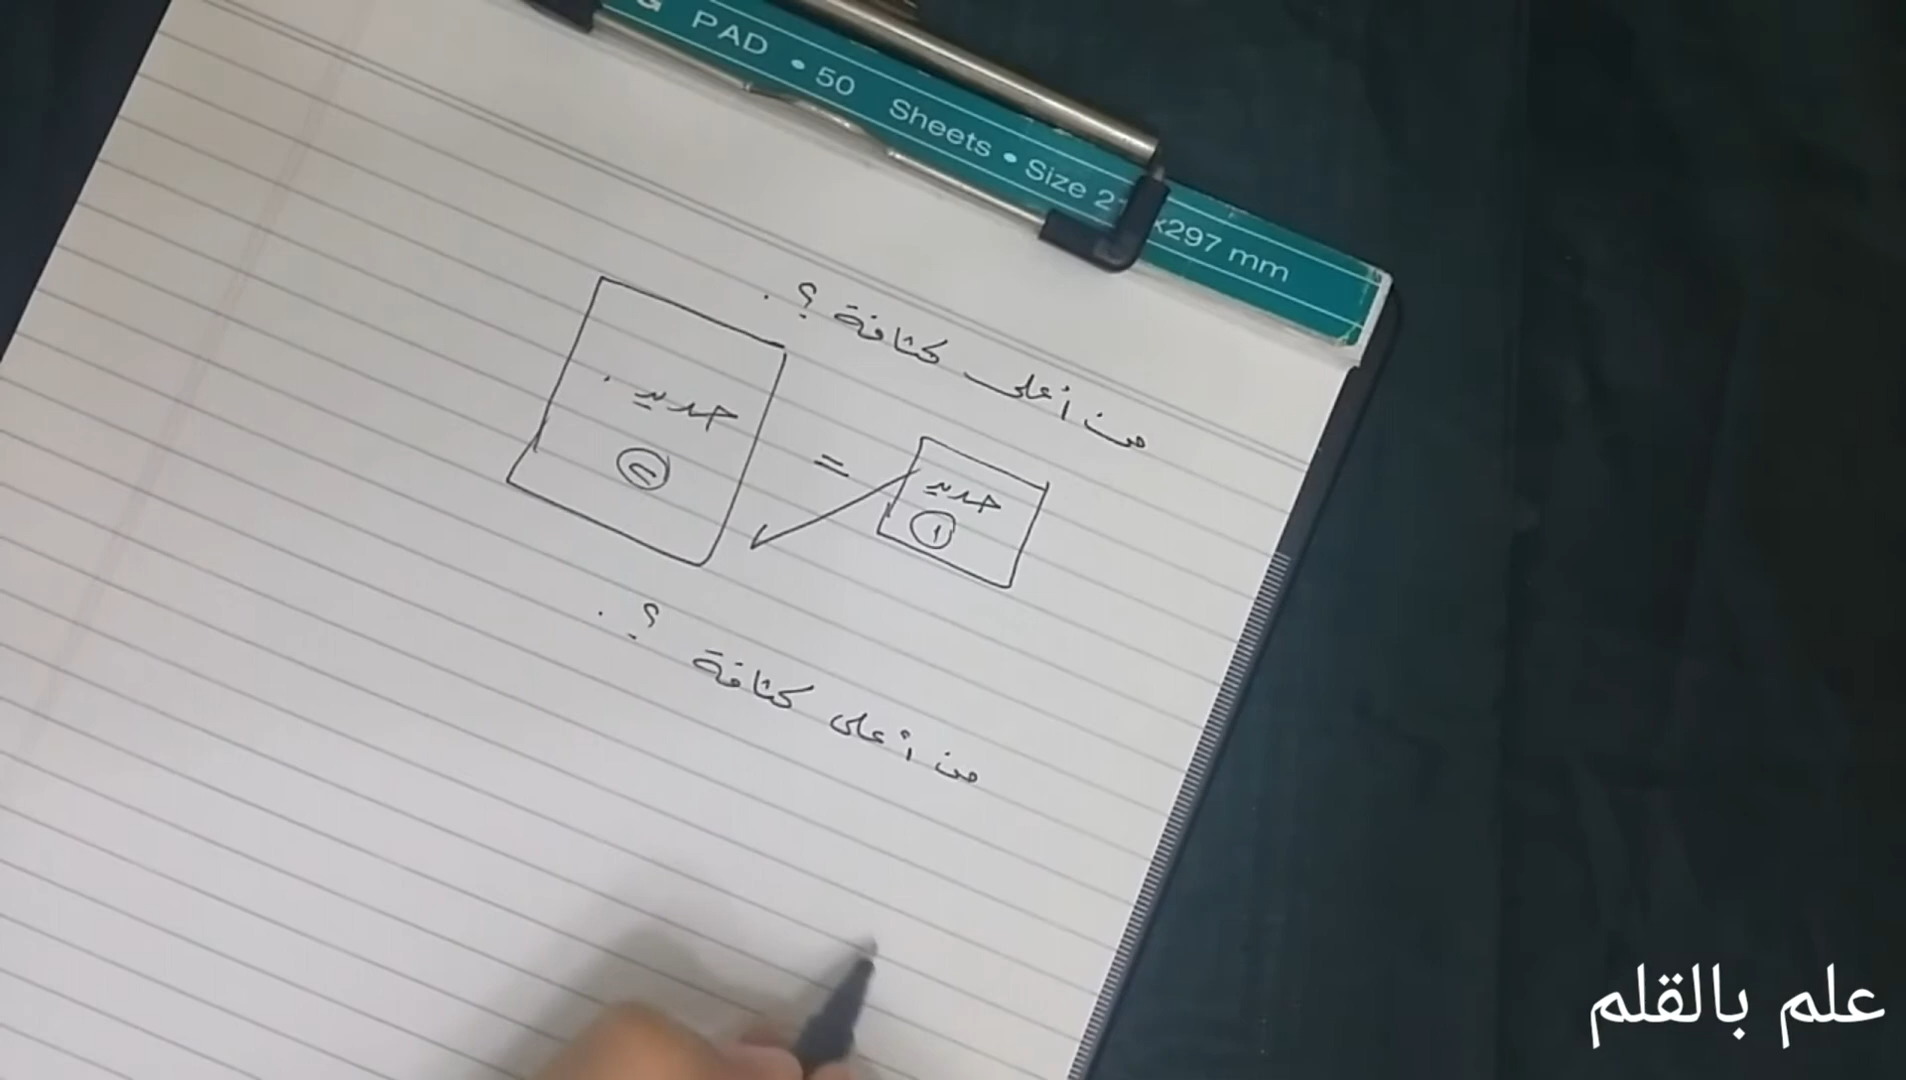 PAD • 50 Sheets • Size 2 x297 mm
من أعلى كثافة ؟
حديد = حديد
١ ٢
من أعلى كثافة ؟
علم بالقلم